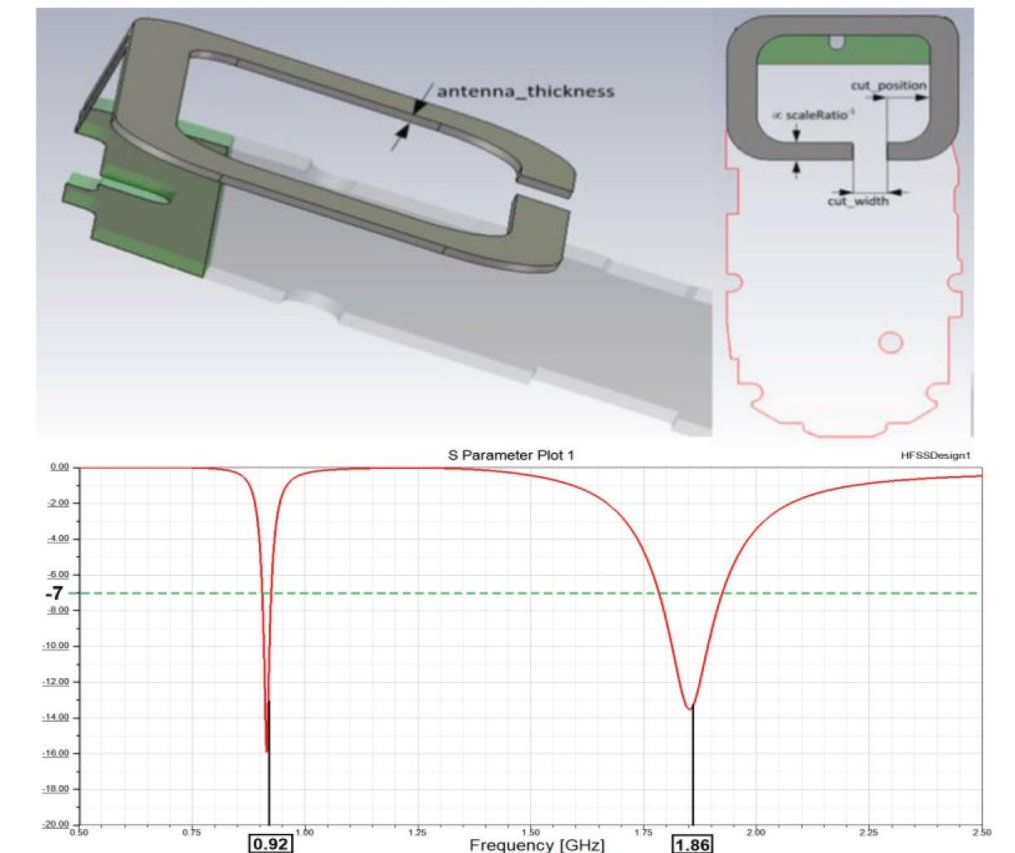 antenna_thickness
cut_position
∝ scaleRatio⁻¹
cut_width
S Parameter Plot 1
HFSSDesign1
0.00
-2.00
-4.00
-6.00
-7
-8.00
-10.00
-12.00
-14.00
-16.00
-18.00
-20.00
0.50 0.75 1.00 1.25 1.50 1.75 2.00 2.25 2.50
0.92 Frequency [GHz] 1.86